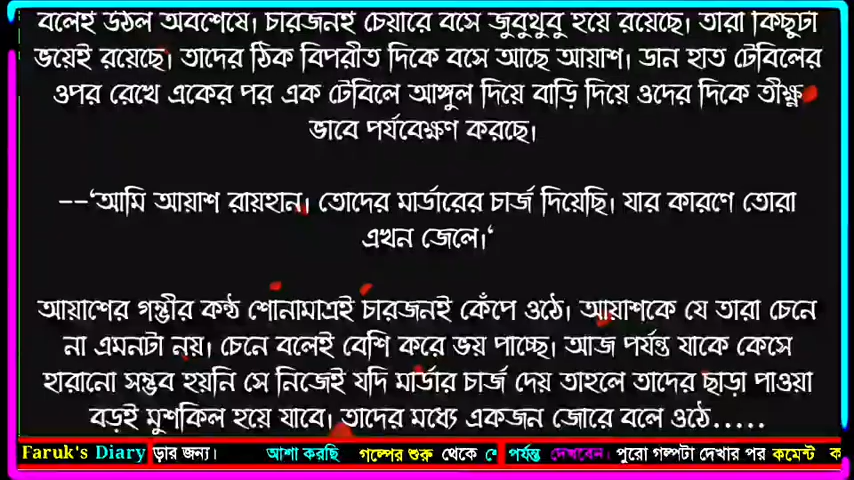 বলেই উঠল অবশেষে। চারজনই চেয়ারে বসে জুবুথুবু হয়ে রয়েছে। তারা কিছুটা
ভয়েই রয়েছে। তাদের ঠিক বিপরীত দিকে বসে আছে আয়াশ। ডান হাত টেবিলের
ওপর রেখে একের পর এক টেবিলে আঙ্গুল দিয়ে বাড়ি দিয়ে ওদের দিকে তীক্ষ্ণ
ভাবে পর্যবেক্ষণ করছে।
––‘আমি আয়াশ রায়হান। তোদের মার্ডারের চার্জ দিয়েছি। যার কারণে তোরা
এখন জেলে।‘
আয়াশের গম্ভীর কন্ঠ শোনামাএই চারজনই কেঁপে ওঠে। আয়াশকে যে তারা চেনে
না এমনটা নয়। চেনে বলেই বেশি করে ভয় পাচ্ছে। আজ পর্যন্ত যাকে কেসে
হারানো সম্ভব হয়নি সে নিজেই যদি মার্ডার চার্জ দেয় তাহলে তাদের ছাড়া পাওয়া
বড়ই মুশকিল হয়ে যাবে। তাদের মধ্যে একজন জোরে বলে ওঠে.....
Faruk's Diary ড়ার জন্য। আশা করছি গল্পের শুরু থেকে শে পর্যন্ত দেখবেন। পুরো গল্পটা দেখার পর কমেন্ট ক